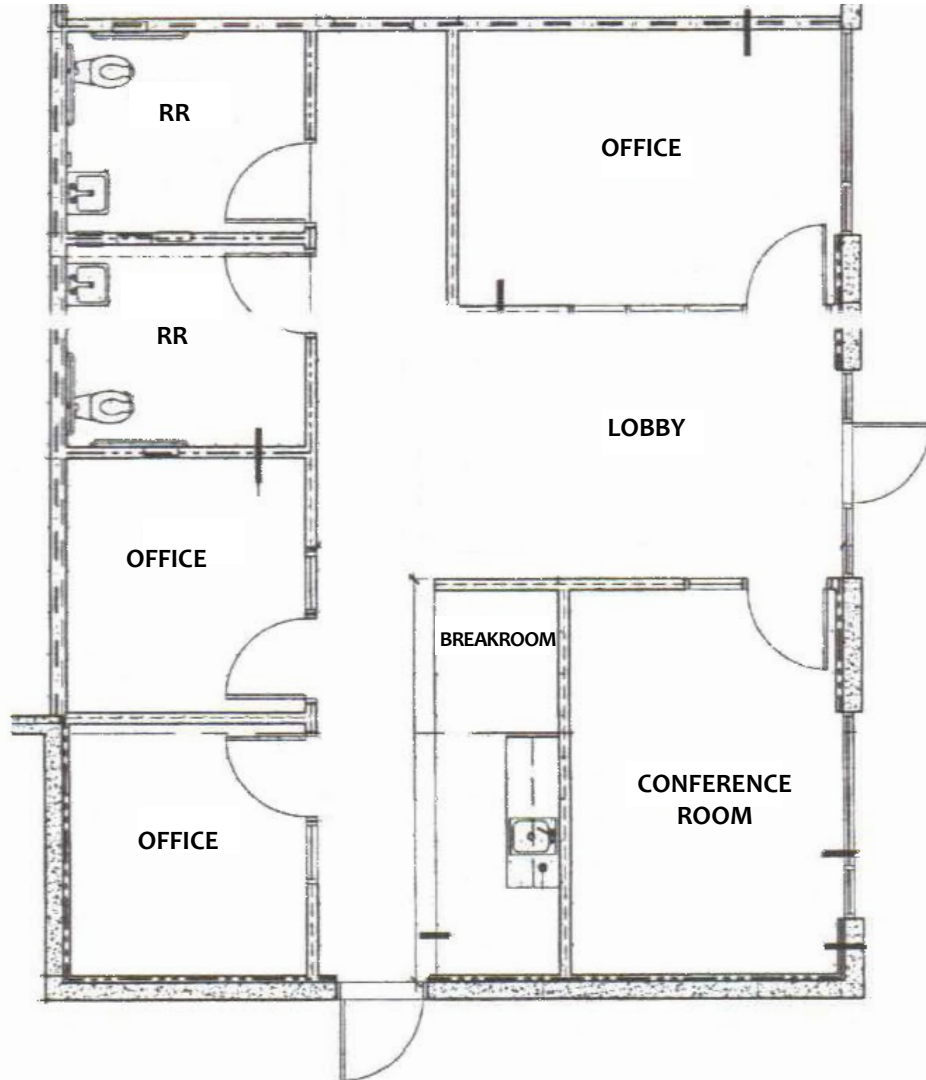 RR
OFFICE
RR
LOBBY
OFFICE
BREAKROOM
CONFERENCE
ROOM
OFFICE